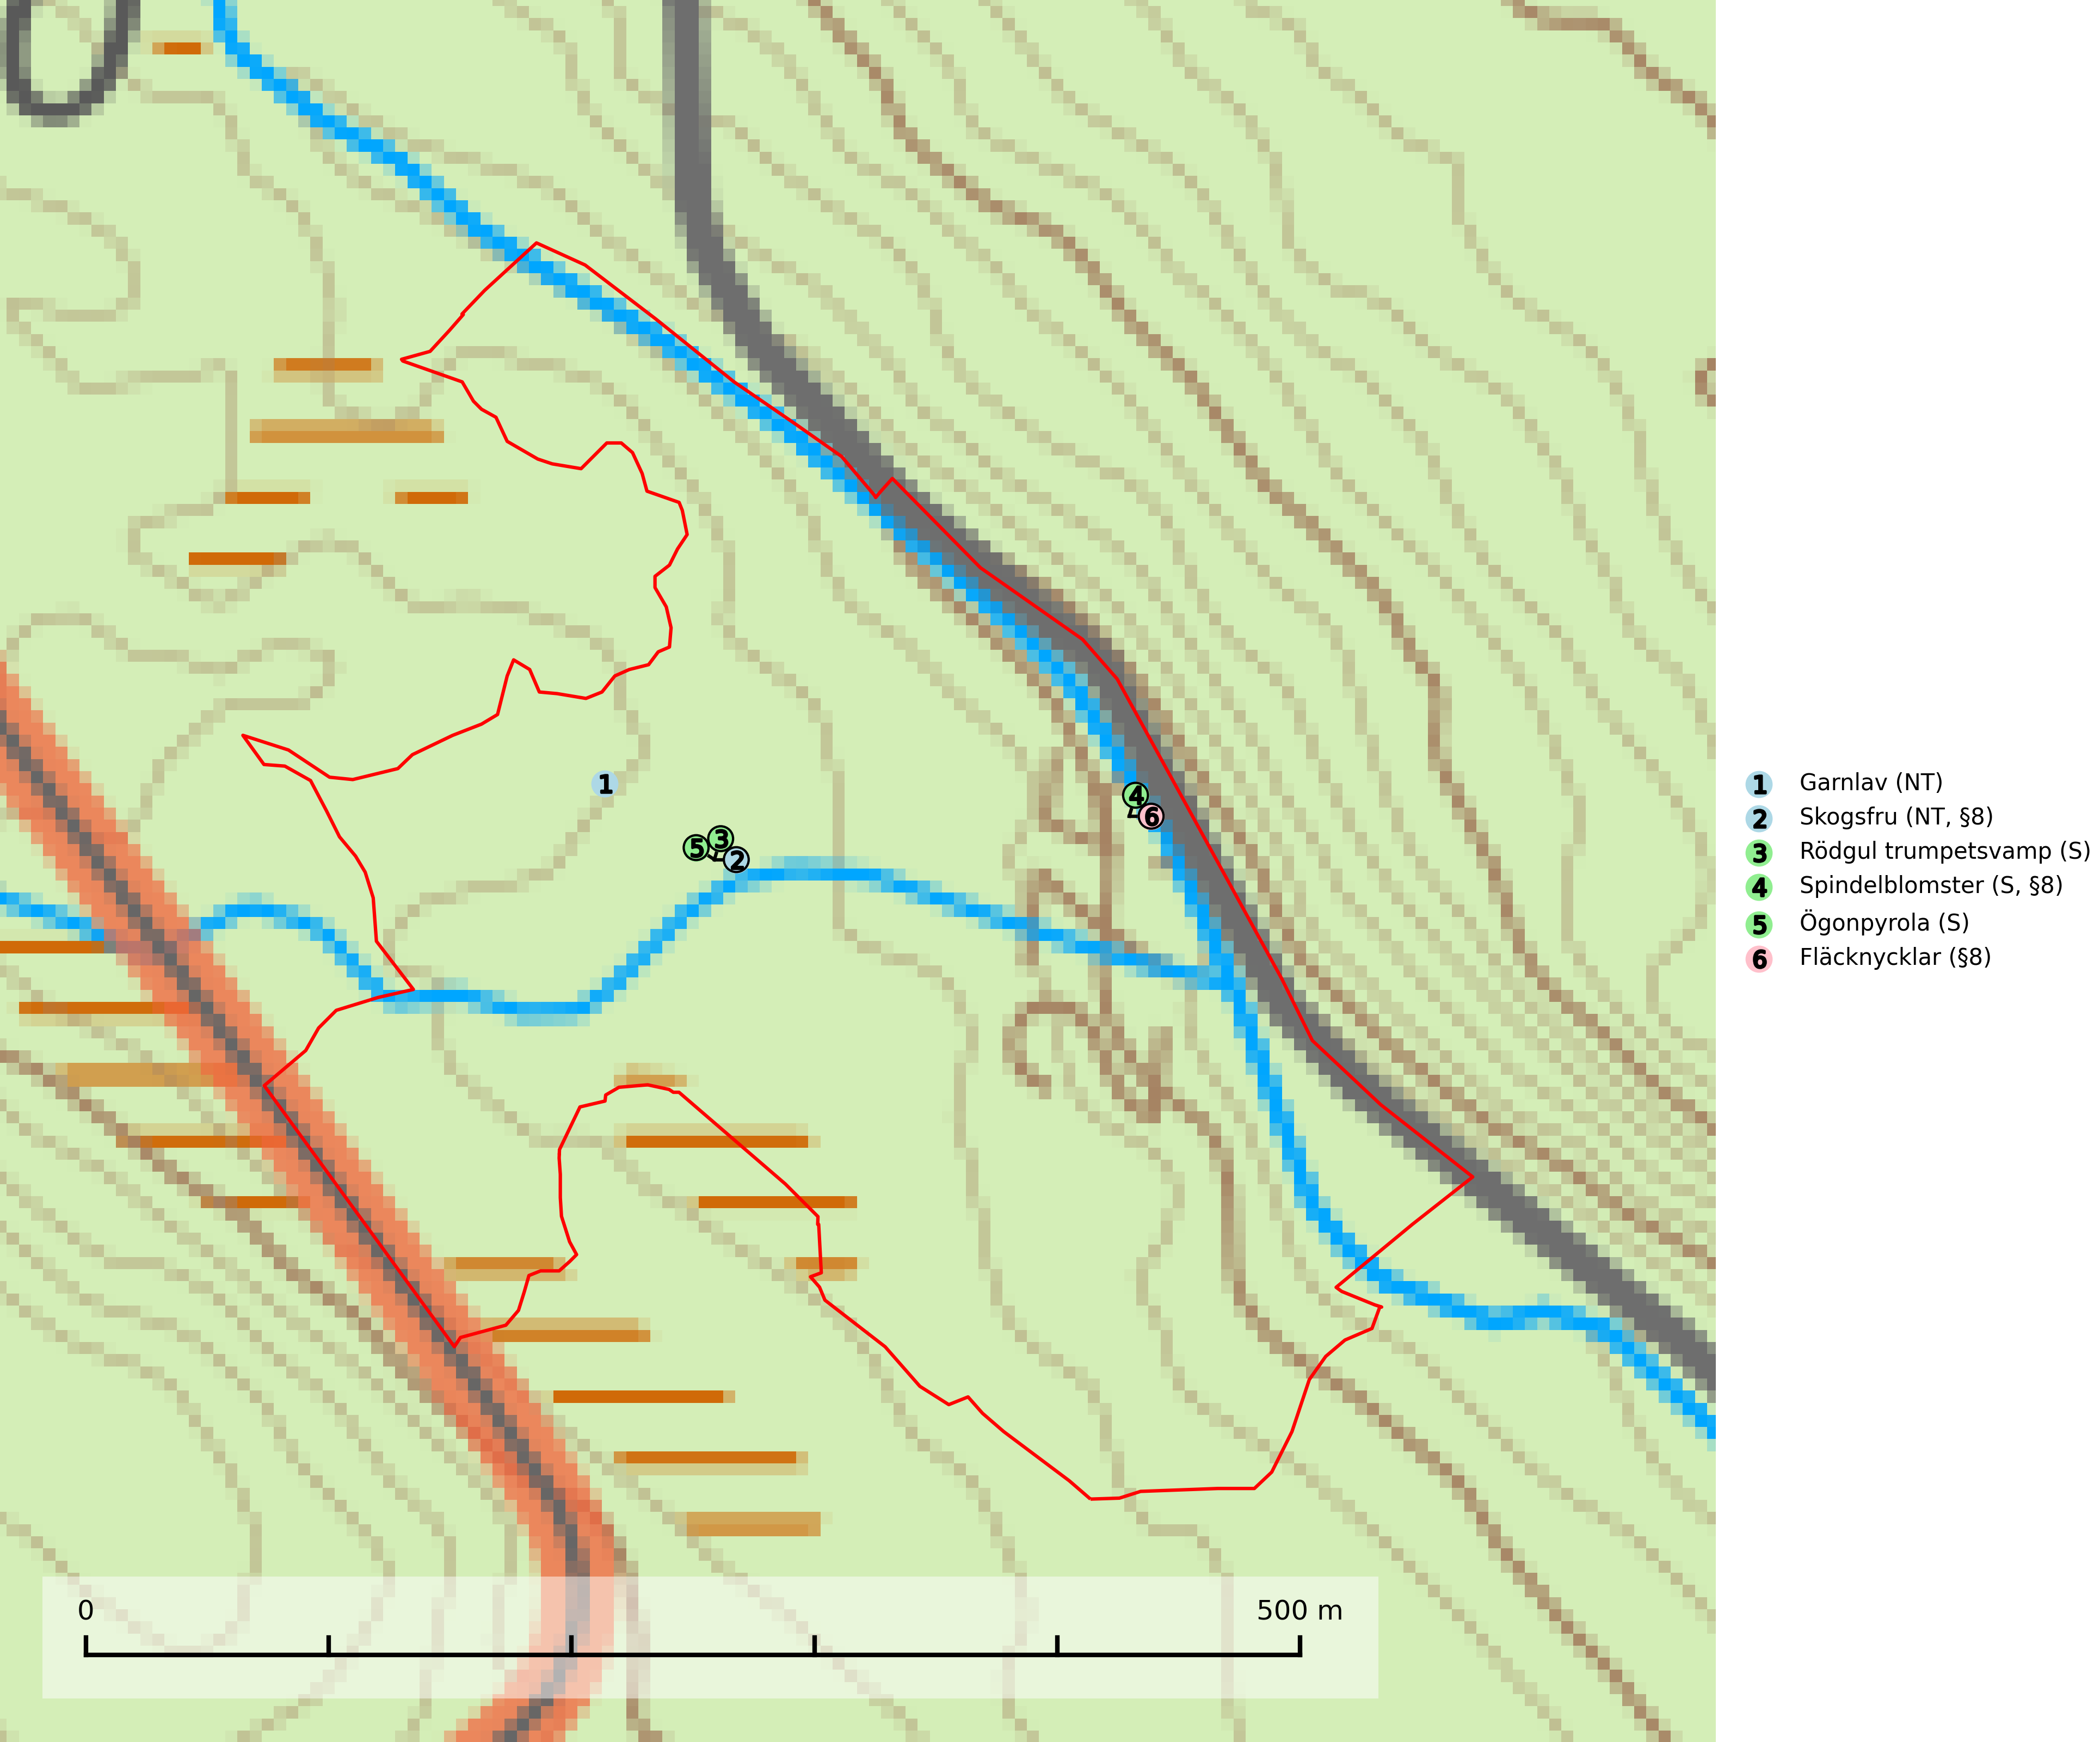 1
4
6
5
3
2
1 Garnlav (NT)
2 Skogsfru (NT, §8)
3 Rödgul trumpetsvamp (S)
4 Spindelblomster (S, §8)
5 Ögonpyrola (S)
6 Fläcknycklar (§8)
0 500 m